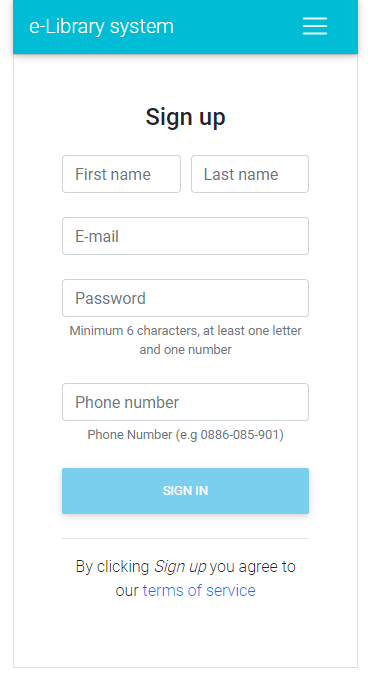 e-Library system
Sign up
First name Last name
E-mail
Password
Minimum 6 characters, at least one letter
and one number
Phone number
Phone Number (e.g 0886-085-901)
SIGN IN
By clicking Sign up you agree to
our terms of service